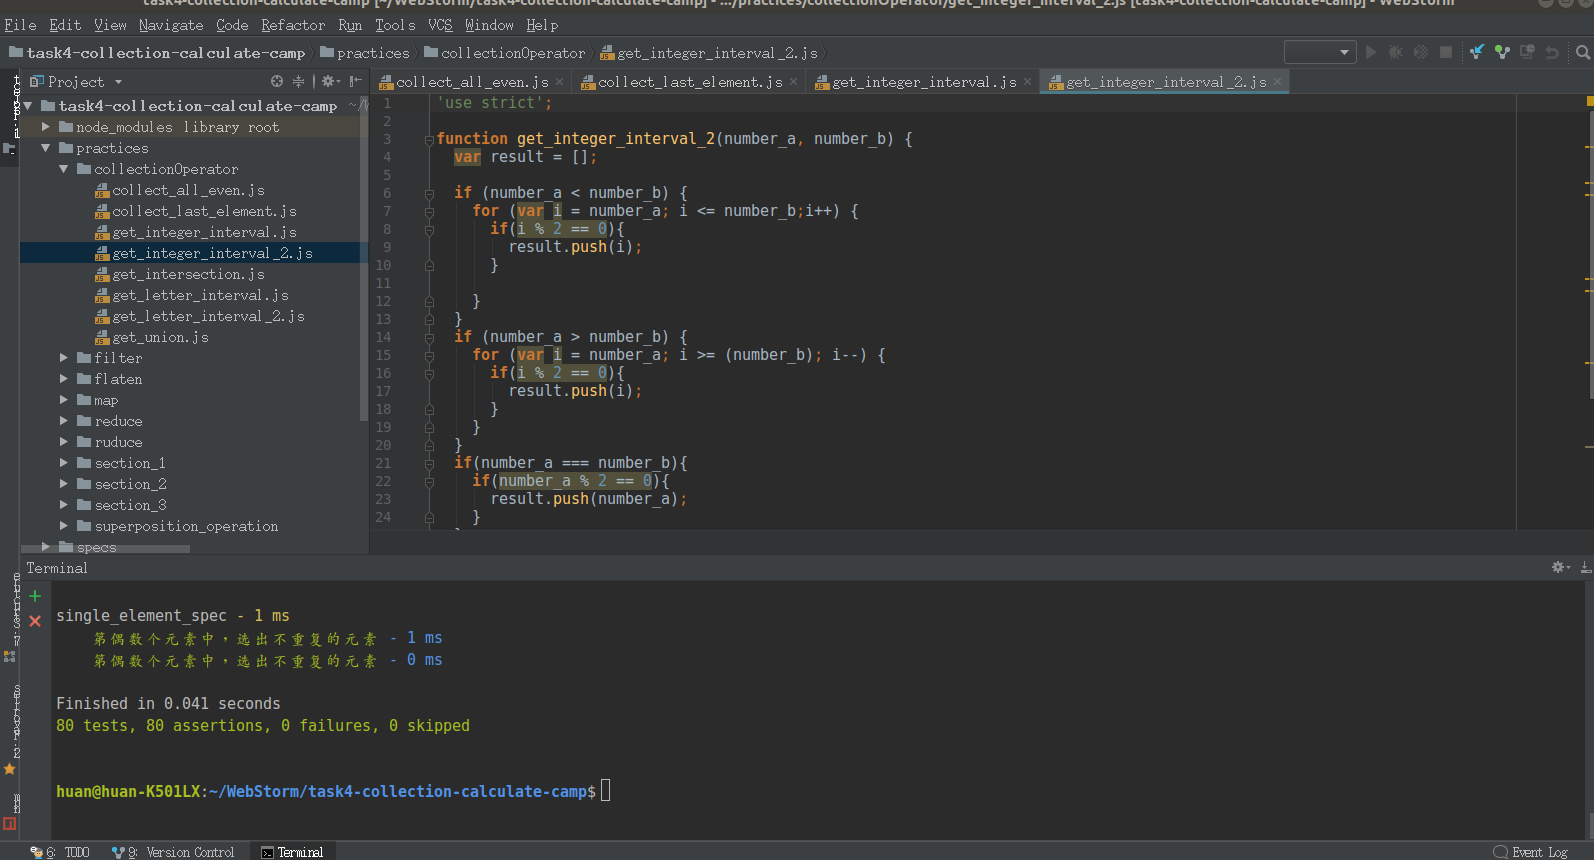 task4-collection-calculate-camp [~/WebStorm/task4-collection-calculate-camp] - .../practices/collectionOperator/get_integer_interval_2.js [task4-collection-calculate-camp] - WebStorm
File Edit View Navigate Code Refactor Run Tools VCS Window Help
task4-collection-calculate-camp practices collectionOperator get_integer_interval_2.js
Project
collect_all_even.js collect_last_element.js get_integer_interval.js get_integer_interval_2.js
task4-collection-calculate-camp
node_modules library root
practices
collectionOperator
collect_all_even.js
collect_last_element.js
get_integer_interval.js
get_integer_interval_2.js
get_intersection.js
get_letter_interval.js
get_letter_interval_2.js
get_union.js
filter
flaten
map
reduce
ruduce
section_1
section_2
section_3
superposition_operation
specs
1 'use strict';
2
3 function get_integer_interval_2(number_a, number_b) {
4 var result = [];
5
6 if (number_a < number_b) {
7 for (var i = number_a; i <= number_b;i++) {
8 if(i % 2 == 0){
9 result.push(i);
10 }
11
12 }
13 }
14 if (number_a > number_b) {
15 for (var i = number_a; i >= (number_b); i--) {
16 if(i % 2 == 0){
17 result.push(i);
18 }
19 }
20 }
21 if(number_a === number_b){
22 if(number_a % 2 == 0){
23 result.push(number_a);
24 }
Terminal
single_element_spec - 1 ms
第偶数个元素中，选出不重复的元素 - 1 ms
第偶数个元素中，选出不重复的元素 - 0 ms
Finished in 0.041 seconds
80 tests, 80 assertions, 0 failures, 0 skipped
huan@huan-K501LX:~/WebStorm/task4-collection-calculate-camp$
6: TODO 9: Version Control Terminal Event Log